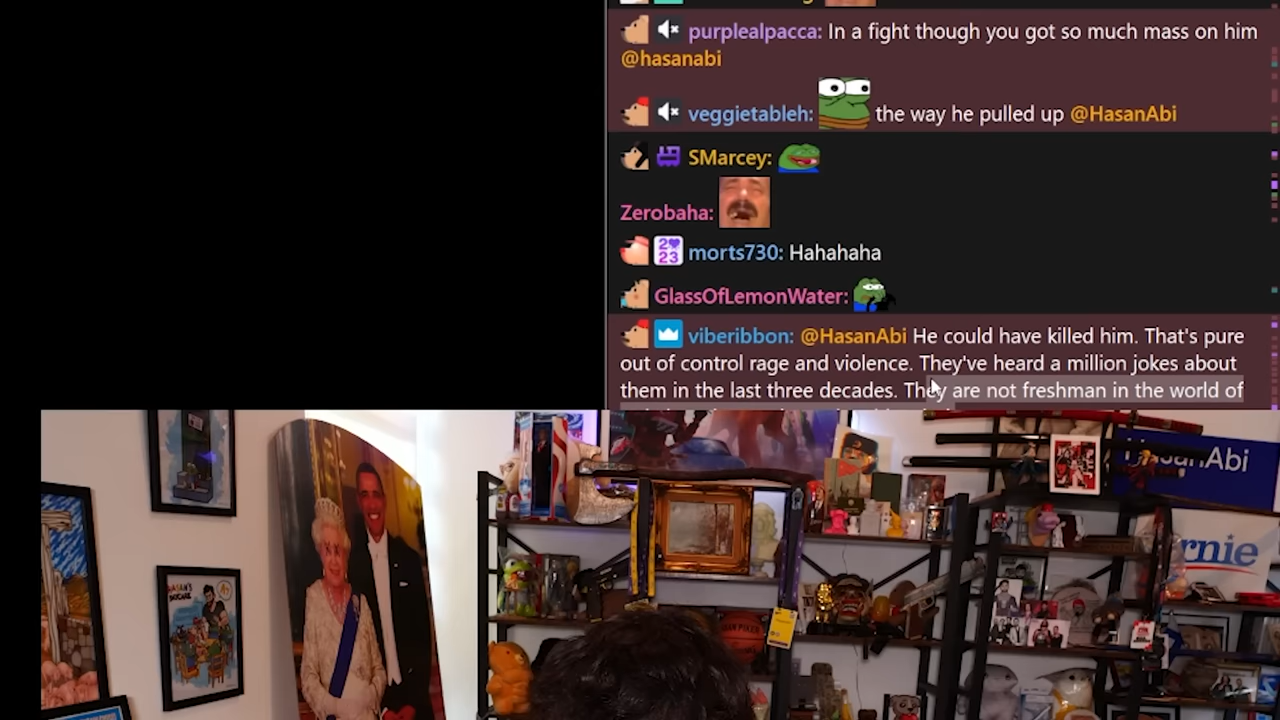 purplealpacca: In a fight though you got so much mass on him
@hasanabi
veggietableh: the way he pulled up @HasanAbi
SMarcey:
Zerobaha:
2023 morts730: Hahahaha
GlassOfLemonWater:
viberibbon: @HasanAbi He could have killed him. That's pure
out of control rage and violence. They've heard a million jokes about
them in the last three decades. They are not freshman in the world of
HasanAbi
rnie